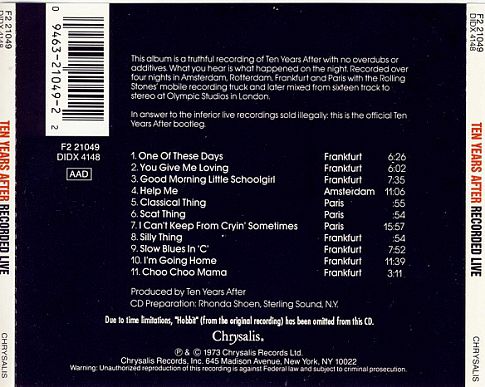 F2 21049
DIDX 4148
TEN YEARS AFTER RECORDED LIVE
CHRYSALIS
0 9463-21049-2 2
F2 21049
DIDX 4148
AAD
This album is a truthful recording of Ten Years After with no overdubs or
additives. What you hear is what happened on the night. Recorded over
four nights in Amsterdam, Rotterdam, Frankfurt and Paris with the Rolling
Stones' mobile recording truck and later mixed from sixteen track to
stereo at Olympic Studios in London.
In answer to the inferior live recordings sold illegally: this is the official Ten
Years After bootleg.
1. One Of These Days Frankfurt 6:26
2. You Give Me Loving Frankfurt 6:02
3. Good Morning Little Schoolgirl Frankfurt 7:35
4. Help Me Amsterdam 11:06
5. Classical Thing Paris :55
6. Scat Thing Paris :54
7. I Can't Keep From Cryin' Sometimes Paris 15:57
8. Silly Thing Frankfurt :54
9. Slow Blues In 'C' Frankfurt 7:52
10. I'm Going Home Frankfurt 11:39
11. Choo Choo Mama Frankfurt 3:11
Produced by Ten Years After
CD Preparation: Rhonda Shoen, Sterling Sound, N.Y.
Due to time limitations, "Hobbit" (from the original recording) has been omitted from this CD.
Chrysalis®
℗ & © 1973 Chrysalis Records Ltd.
Chrysalis Records, Inc. 645 Madison Avenue, New York, NY 10022
Warning: Unauthorized reproduction of this recording is against Federal law and subject to criminal prosecution.
F2 21049
DIDX 4148
TEN YEARS AFTER RECORDED LIVE
CHRYSALIS